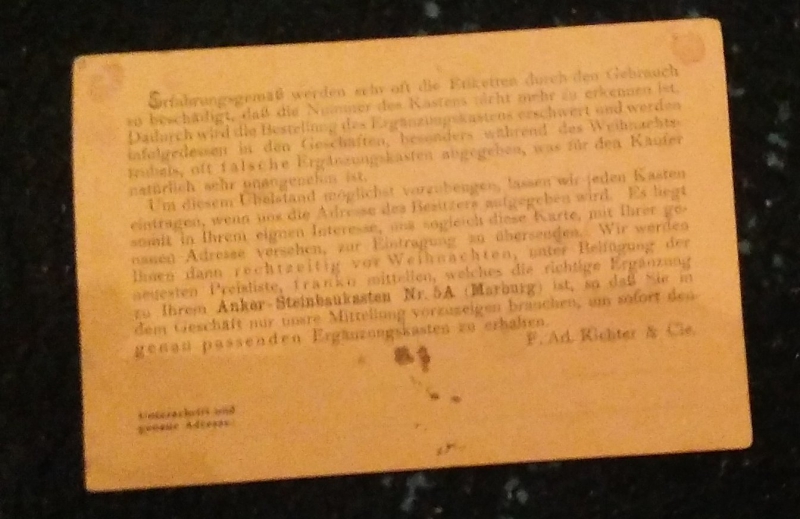 Erfahrungsgemäß werden sehr oft die Etiketten durch den Gebrauch
so beschädigt, daß die Nummer des Kastens nicht mehr zu erkennen ist.
Dadurch wird die Bestellung des Ergänzungskastens erschwert und werden
infolgedessen in den Geschäften, besonders während des Weihnachts-
trubels, oft falsche Ergänzungskasten abgegeben, was für den Käufer
natürlich sehr unangenehm ist.
Um diesem Übelstand möglichst vorzubeugen, lassen wir jeden Kasten
eintragen, wenn uns die Adresse des Besitzers aufgegeben wird. Es liegt
somit in Ihrem eignen Interesse, uns sogleich diese Karte, mit Ihrer ge-
nauen Adresse versehen, zur Eintragung zu übersenden. Wir werden
Ihnen dann rechtzeitig vor Weihnachten, unter Beifügung der
neuesten Preisliste, franko mitteilen, welches die richtige Ergänzung
zu Ihrem Anker-Steinbaukasten Nr. 5A (Marburg) ist, so daß Sie in
dem Geschäft nur unsre Mitteilung vorzuzeigen brauchen, um sofort den
genau passenden Ergänzungskasten zu erhalten.
F. Ad. Richter & Cie.
Unterschrift und
genaue Adresse: